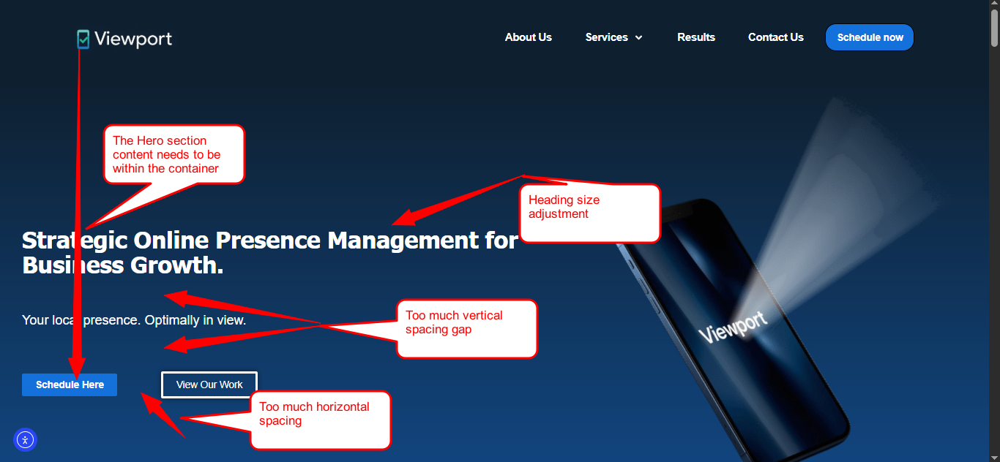 Viewport
About Us
Services
Results
Contact Us
Schedule now
The Hero section
content needs to be
within the container
Heading size
adjustment
Strategic Online Presence Management for
Business Growth.
Too much vertical
spacing gap
Your local presence. Optimally in view.
Viewport
Schedule Here
View Our Work
Too much horizontal
spacing